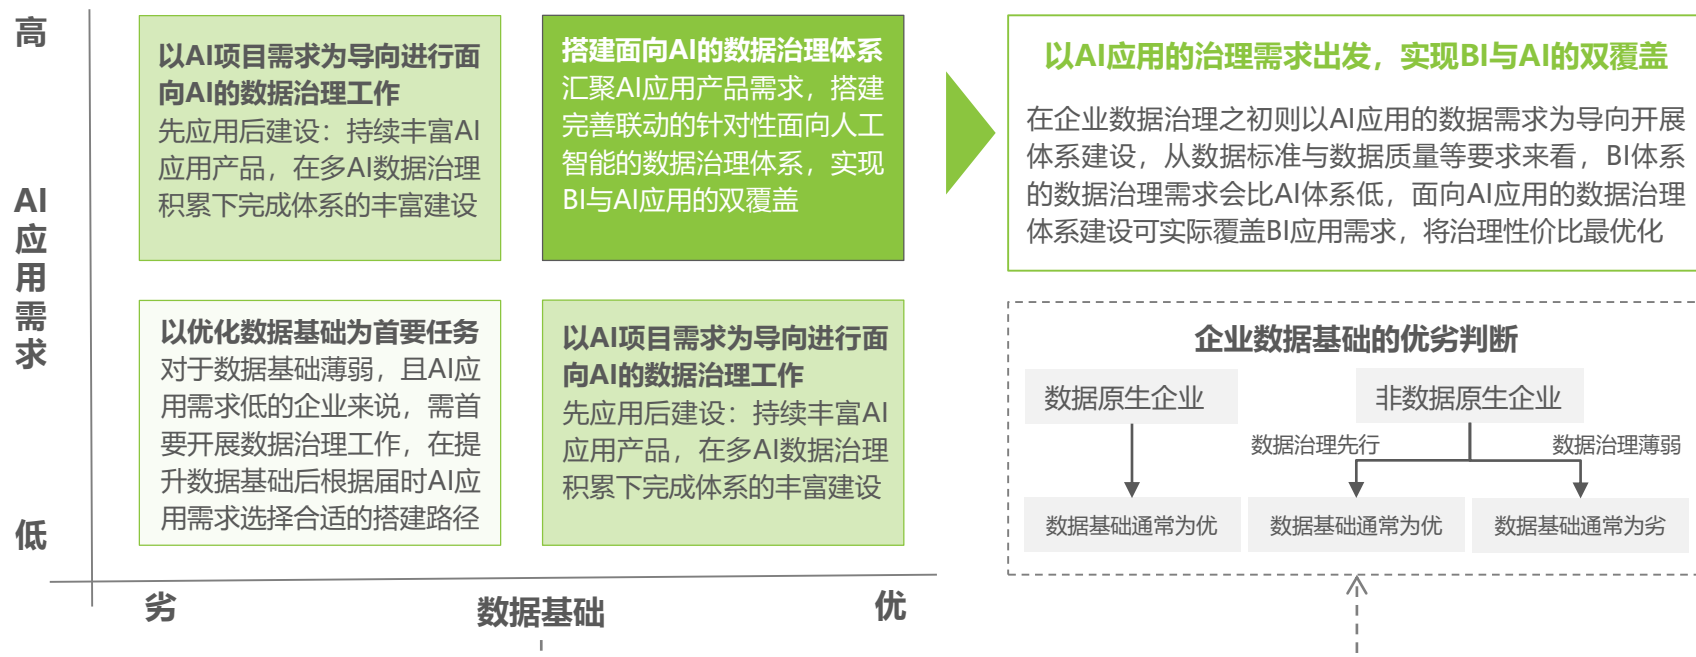 高
AI
应
用
需
求
低
以AI项目需求为导向进行面
向AI的数据治理工作
先应用后建设：持续丰富AI
应用产品，在多AI数据治理
积累下完成体系的丰富建设
搭建面向AI的数据治理体系
汇聚AI应用产品需求，搭建
完善联动的针对性面向人工
智能的数据治理体系，实现
BI与AI应用的双覆盖
以优化数据基础为首要任务
对于数据基础薄弱，且AI应
用需求低的企业来说，需首
要开展数据治理工作，在提
升数据基础后根据届时AI应
用需求选择合适的搭建路径
以AI项目需求为导向进行面
向AI的数据治理工作
先应用后建设：持续丰富AI
应用产品，在多AI数据治理
积累下完成体系的丰富建设
劣
数据基础
优
以AI应用的治理需求出发，实现BI与AI的双覆盖
在企业数据治理之初则以AI应用的数据需求为导向开展
体系建设，从数据标准与数据质量等要求来看，BI体系
的数据治理需求会比AI体系低，面向AI应用的数据治理
体系建设可实际覆盖BI应用需求，将治理性价比最优化
企业数据基础的优劣判断
数据原生企业
非数据原生企业
数据治理先行
数据治理薄弱
数据基础通常为优
数据基础通常为优
数据基础通常为劣